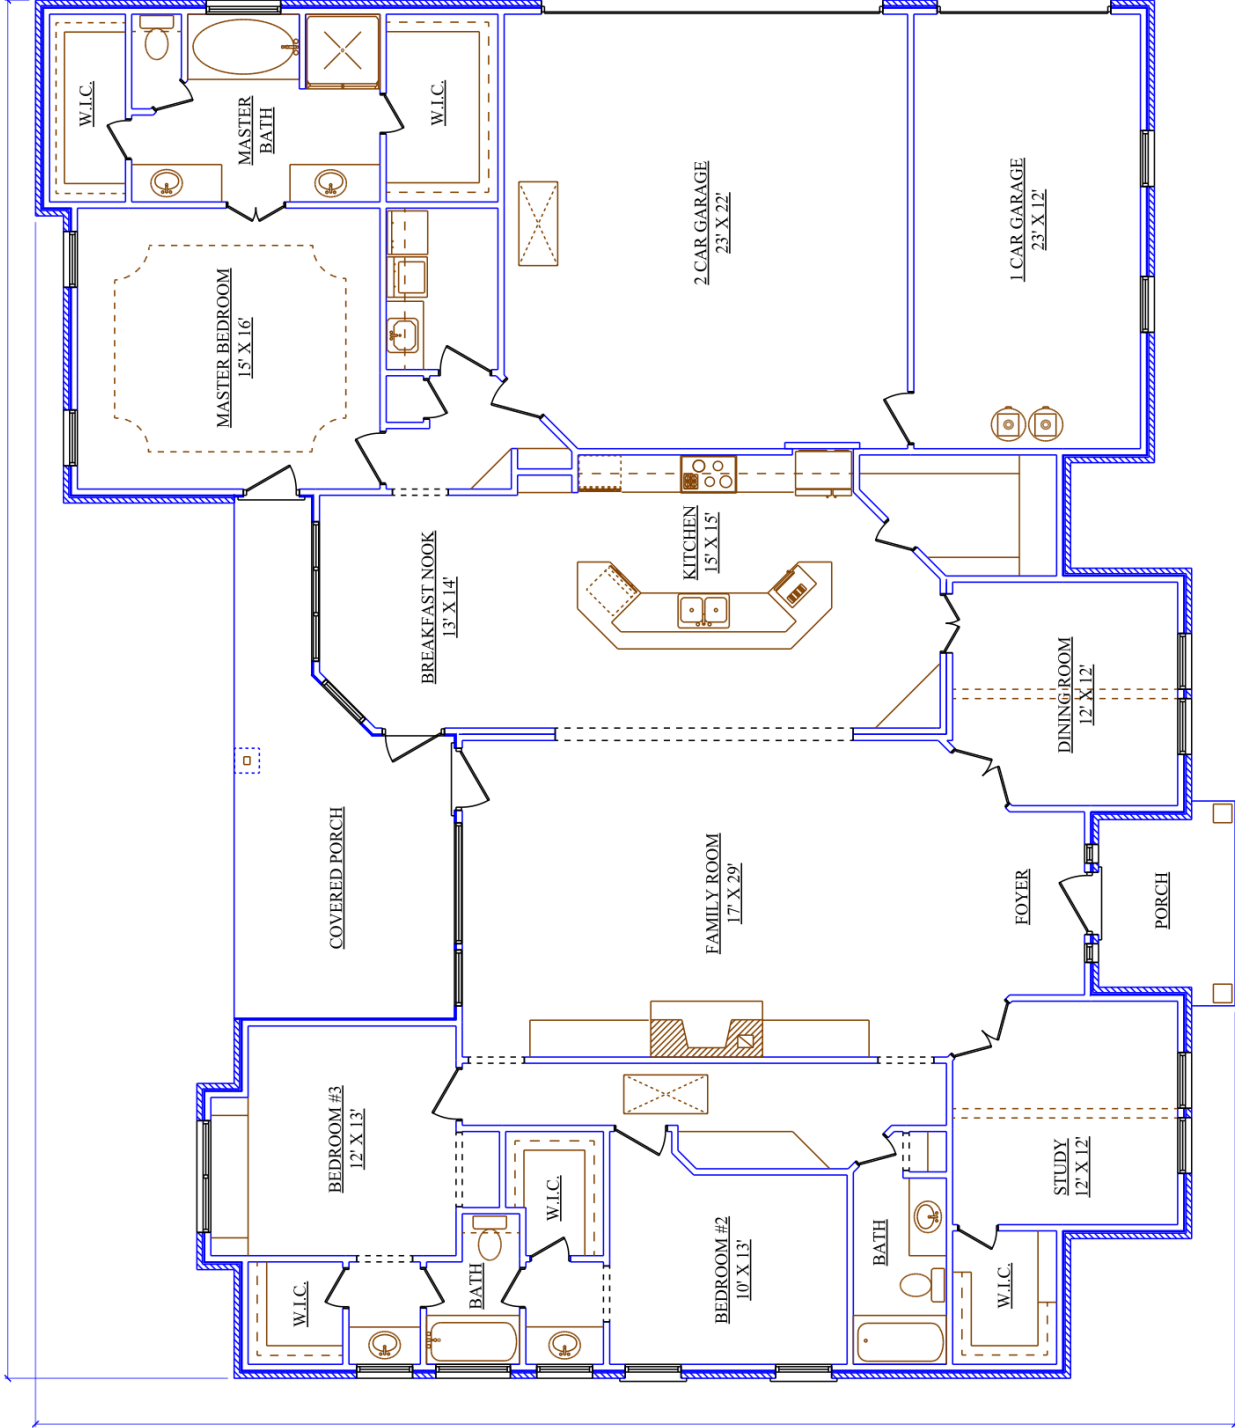 W.I.C.
MASTER
BATH
W.I.C.
MASTER BEDROOM
15' X 16'
2 CAR GARAGE
23' X 22'
1 CAR GARAGE
23' X 12'
BREAKFAST NOOK
13' X 14'
KITCHEN
15' X 15'
DINING ROOM
12' X 12'
COVERED PORCH
FAMILY ROOM
17' X 29'
FOYER
PORCH
BEDROOM #3
12' X 13'
W.I.C.
BATH
W.I.C.
BEDROOM #2
10' X 13'
BATH
STUDY
12' X 12'
W.I.C.